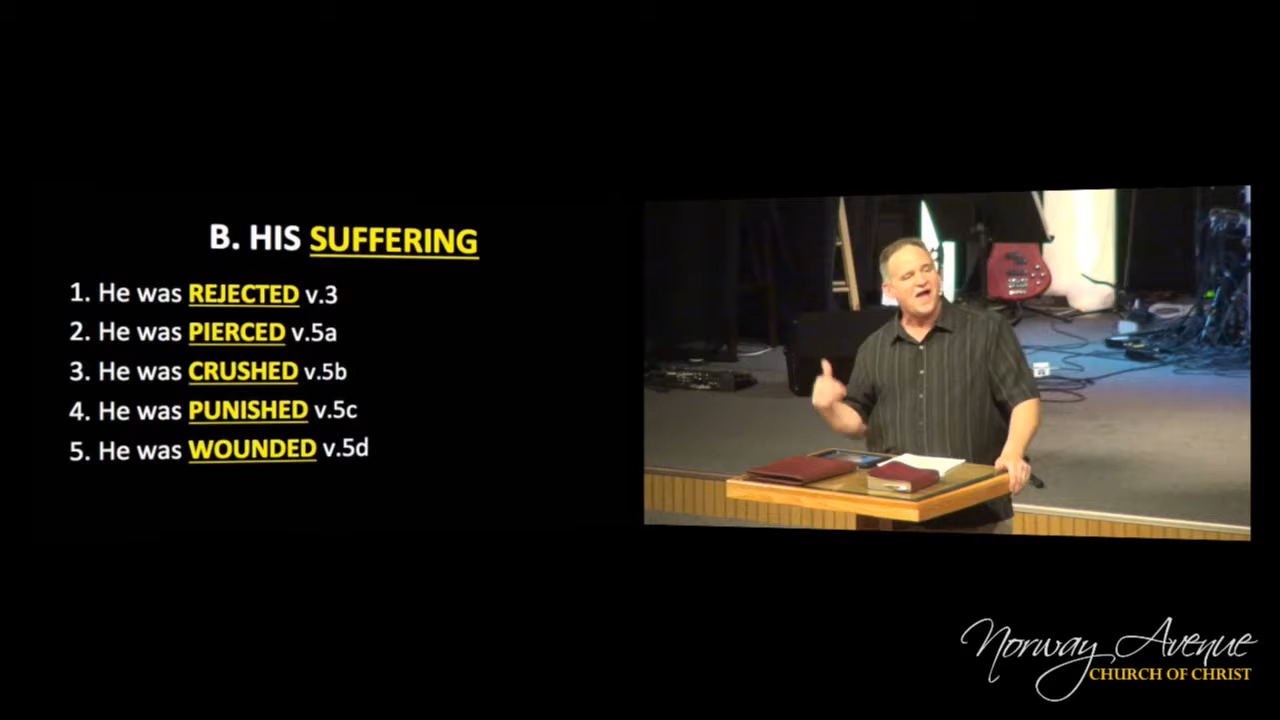 B. HIS SUFFERING
1. He was REJECTED v.3
2. He was PIERCED v.5a
3. He was CRUSHED v.5b
4. He was PUNISHED v.5c
5. He was WOUNDED v.5d
Norway Avenue
CHURCH OF CHRIST